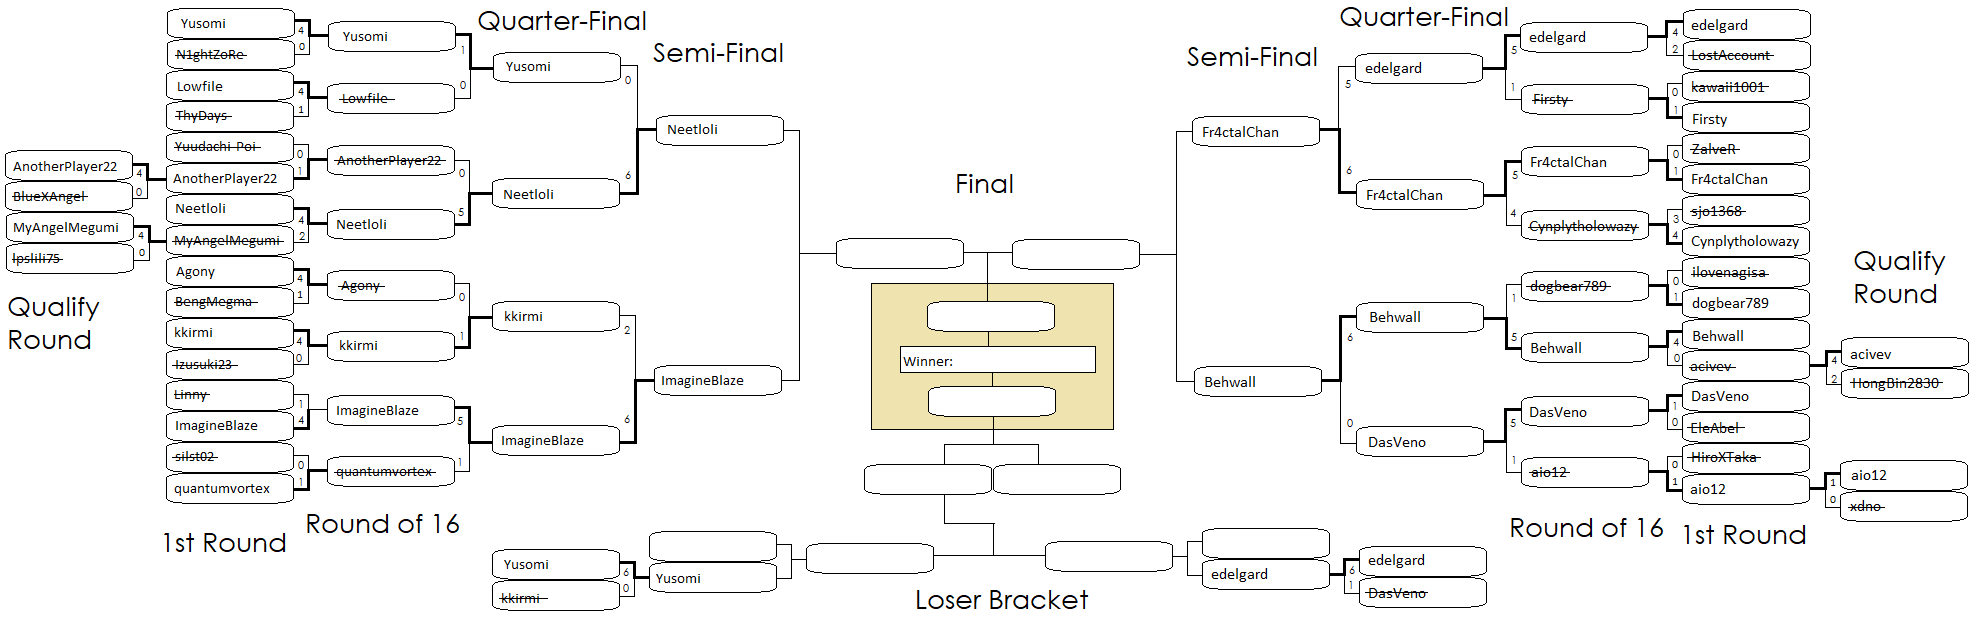 Quarter-Final
Semi-Final
Quarter-Final
Semi-Final
AnotherPlayer22
4
BlueXAngel
0
MyAngelMegumi
4
lpslili75
0
Qualify
Round
Yusomi
4
N1ghtZoRe
0
Lowfile
4
ThyDays
1
Yuudachi-Poi
0
AnotherPlayer22
1
Neetloli
4
MyAngelMegumi
2
Agony
4
BengMegma
1
kkirmi
4
Izusuki23
0
Linny
1
ImagineBlaze
4
silst02
0
quantumvortex
1
1st Round
Yusomi
1
Lowfile
0
AnotherPlayer22
0
Neetloli
5
Agony
0
kkirmi
1
ImagineBlaze
5
quantumvortex
1
Round of 16
Yusomi
0
Neetloli
6
kkirmi
2
ImagineBlaze
6
Neetloli
ImagineBlaze
Final
Winner:
Fr4ctalChan
Behwall
edelgard
5
Fr4ctalChan
6
Behwall
6
DasVeno
0
edelgard
5
Firsty
1
Fr4ctalChan
5
Cynplytholowazy
4
dogbear789
1
Behwall
5
DasVeno
5
aio12
1
Round of 16
edelgard
4
LostAccount
2
kawaii1001
0
Firsty
1
ZalveR
0
Fr4ctalChan
1
sjo1368
3
Cynplytholowazy
4
ilovenagisa
0
dogbear789
1
Behwall
4
acivev
0
DasVeno
1
EleAbel
0
HiroXTaka
0
aio12
1
1st Round
Qualify
Round
acivev
4
HongBin2830
2
aio12
1
xdno
0
Yusomi
6
kkirmi
0
Yusomi
Loser Bracket
edelgard
edelgard
6
DasVeno
1